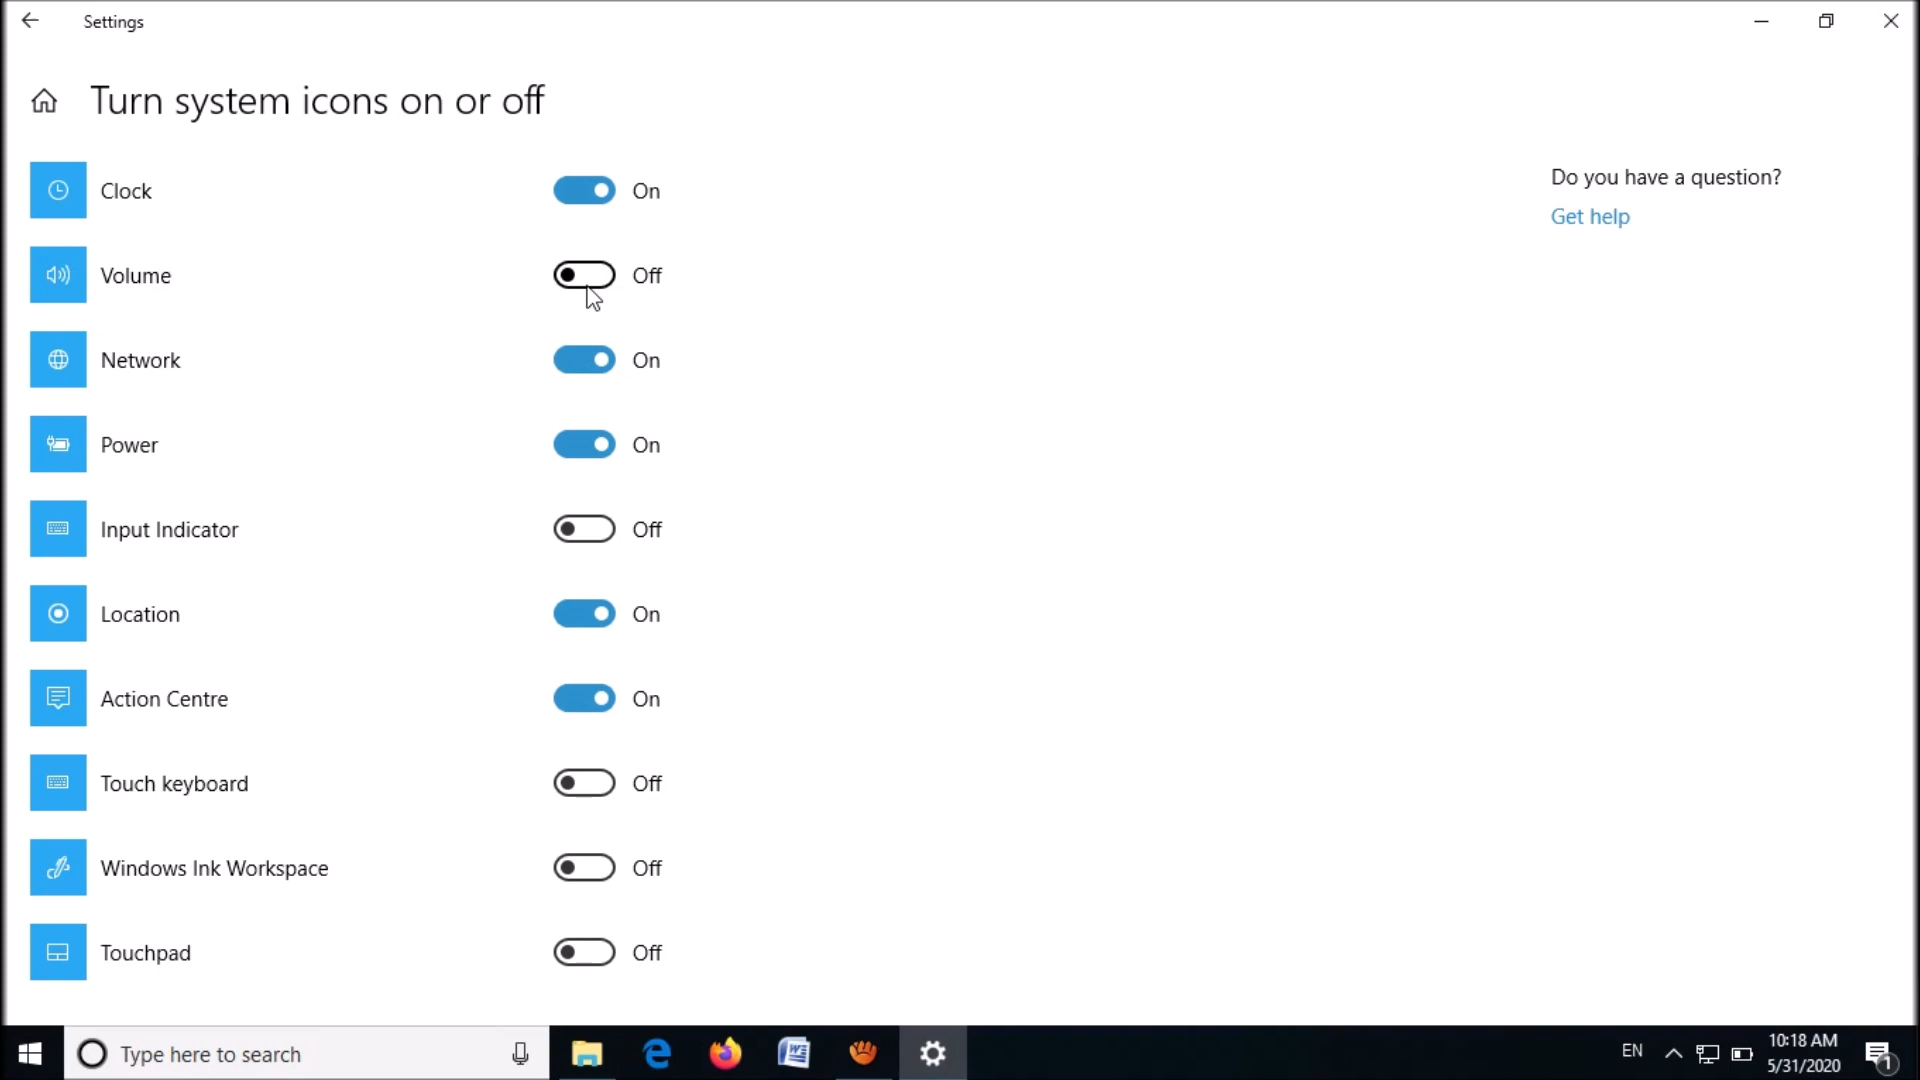 Settings
Turn system icons on or off
Clock On
Volume Off
Network On
Power On
Input Indicator Off
Location On
Action Centre On
Touch keyboard Off
Windows Ink Workspace Off
Touchpad Off
Do you have a question?
Get help
Type here to search
EN
10:18 AM
5/31/2020
1